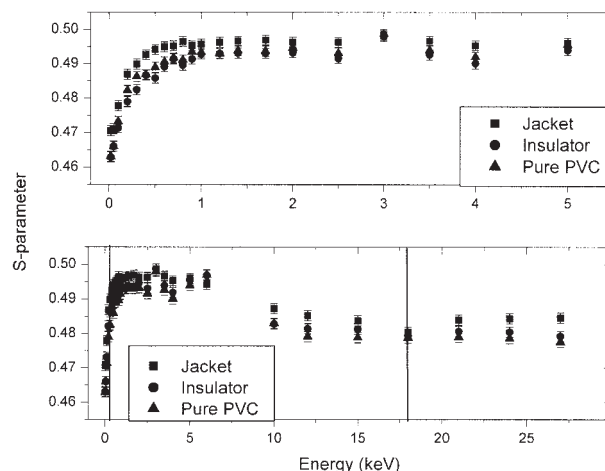 0.50
0.49
0.48
0.47
0.46
Jacket
Insulator
Pure PVC
0 1 2 3 4 5
S-parameter
0.50
0.49
0.48
0.47
0.46
Jacket
Insulator
Pure PVC
0 5 10 15 20 25
Energy (keV)